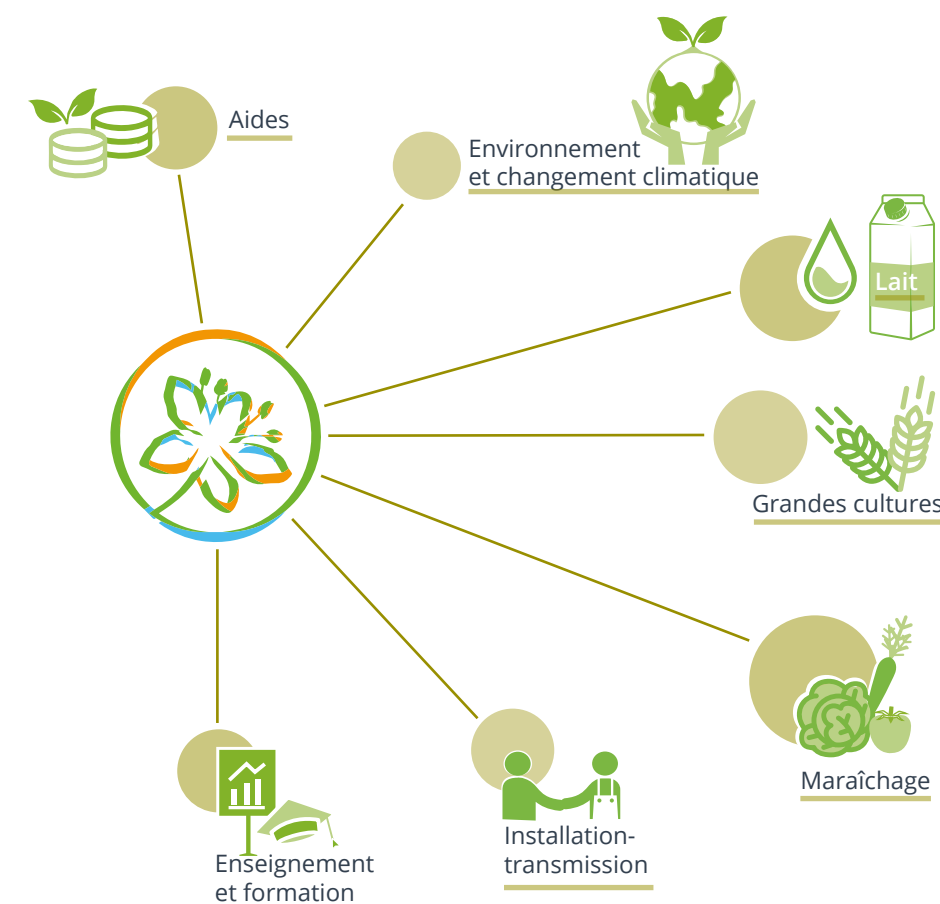 Aides
Environnement
et changement climatique
Lait
Grandes cultures
Maraîchage
Installation-
transmission
Enseignement
et formation